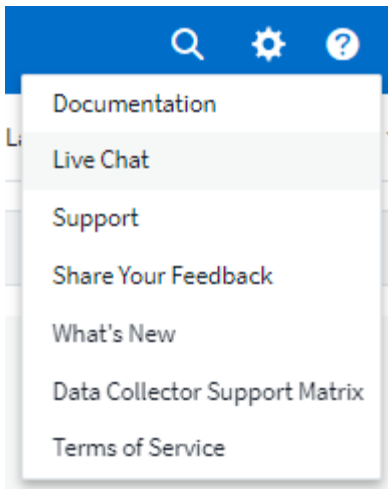 Documentation
Live Chat
Support
Share Your Feedback
What's New
Data Collector Support Matrix
Terms of Service